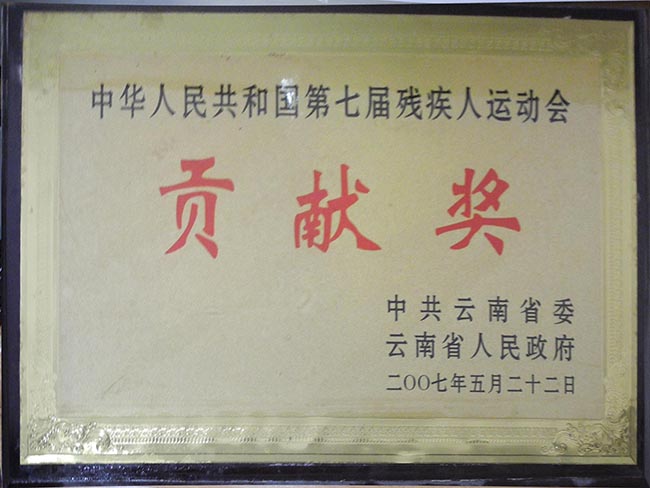 中华人民共和国第七届残疾人运动会
贡献奖
中共云南省委
云南省人民政府
二〇〇七年五月二十二日